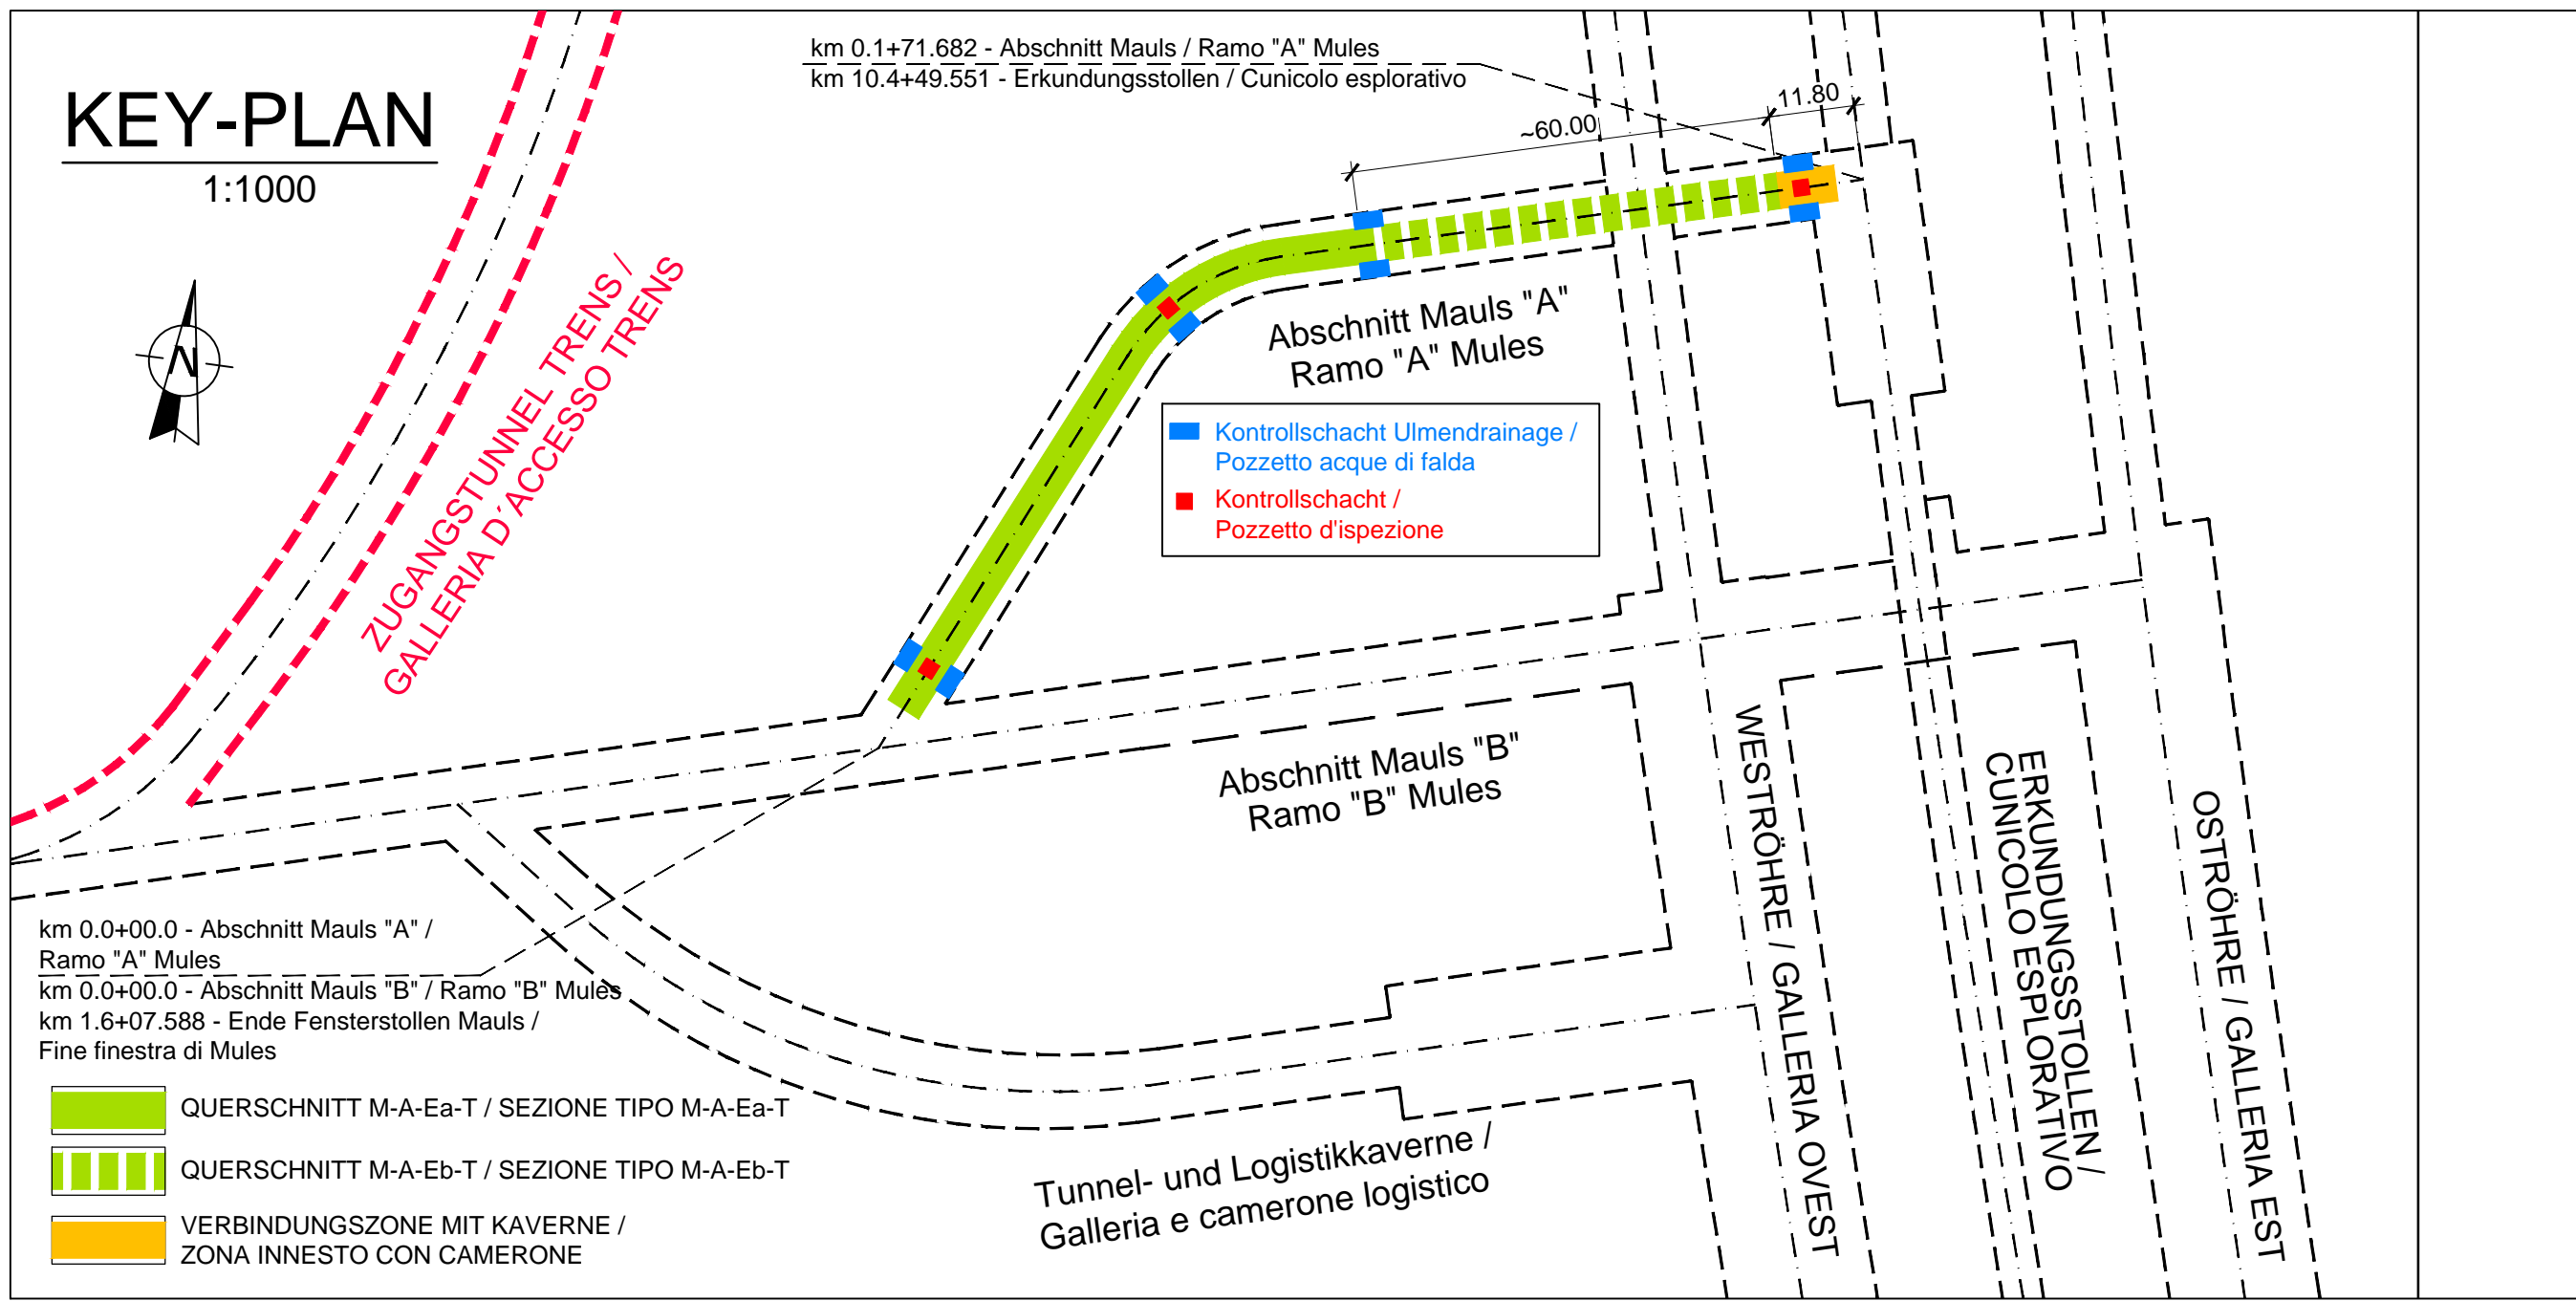 KEY-PLAN
1:1000
km 0.1+71.682 - Abschnitt Mauls / Ramo "A" Mules
km 10.4+49.551 - Erkundungsstollen / Cunicolo esplorativo
~60.00
11.80
N
ZUGANGSTUNNEL TRENS /
GALLERIA D´ACCESSO TRENS
Abschnitt Mauls "A"
Ramo "A" Mules
Kontrollschacht Ulmendrainage /
Pozzetto acque di falda
Kontrollschacht /
Pozzetto d'ispezione
Abschnitt Mauls "B"
Ramo "B" Mules
WESTRÖHRE / GALLERIA OVEST
ERKUNDUNGSSTOLLEN /
CUNICOLO ESPLORATIVO
OSTRÖHRE / GALLERIA EST
km 0.0+00.0 - Abschnitt Mauls "A" /
Ramo "A" Mules
km 0.0+00.0 - Abschnitt Mauls "B" / Ramo "B" Mules
km 1.6+07.588 - Ende Fensterstollen Mauls /
Fine finestra di Mules
QUERSCHNITT M-A-Ea-T / SEZIONE TIPO M-A-Ea-T
QUERSCHNITT M-A-Eb-T / SEZIONE TIPO M-A-Eb-T
VERBINDUNGSZONE MIT KAVERNE /
ZONA INNESTO CON CAMERONE
Tunnel- und Logistikkaverne /
Galleria e camerone logistico